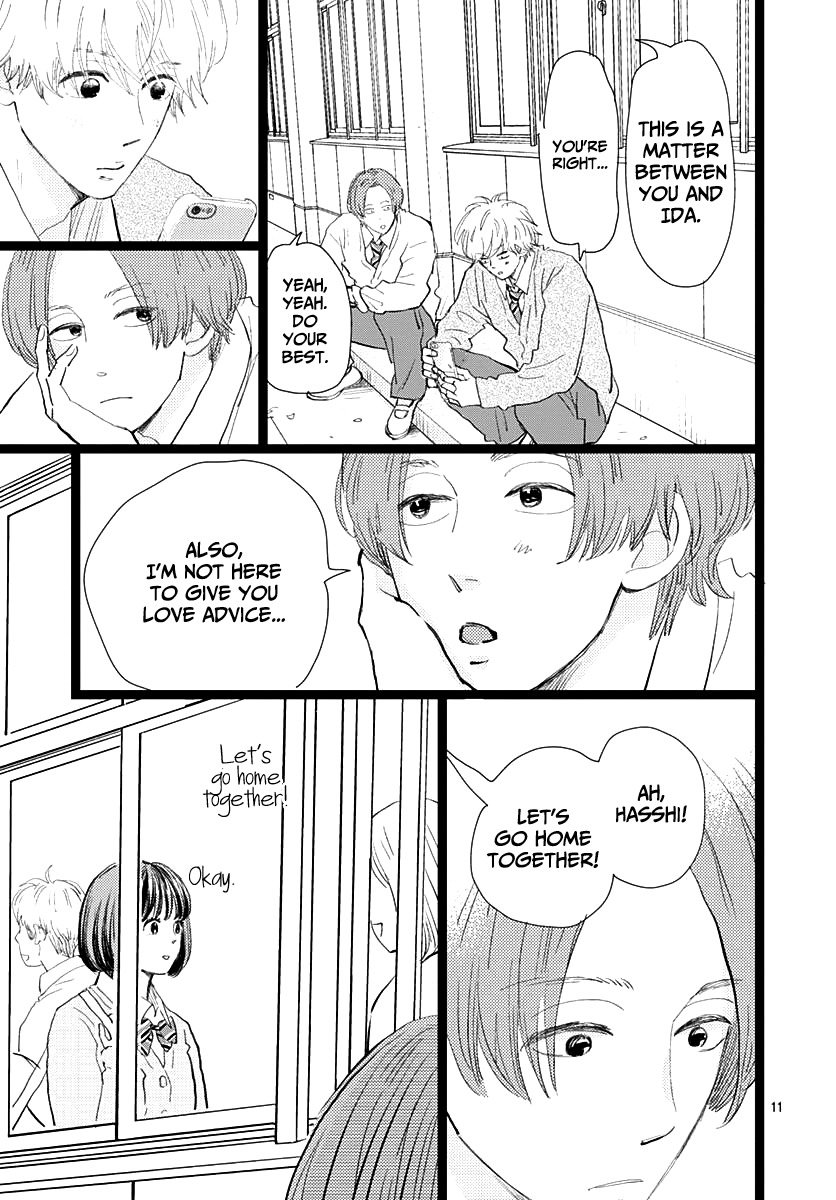 THIS IS A
MATTER
BETWEEN
YOU AND
IDA.
YOU'RE
RIGHT...
YEAH,
YEAH.
DO
YOUR
BEST.
ALSO,
I'M NOT HERE
TO GIVE YOU
LOVE ADVICE...
AH,
HASSHI!
LET'S
GO HOME
TOGETHER!
Let's
go home
together!
Okay.
11